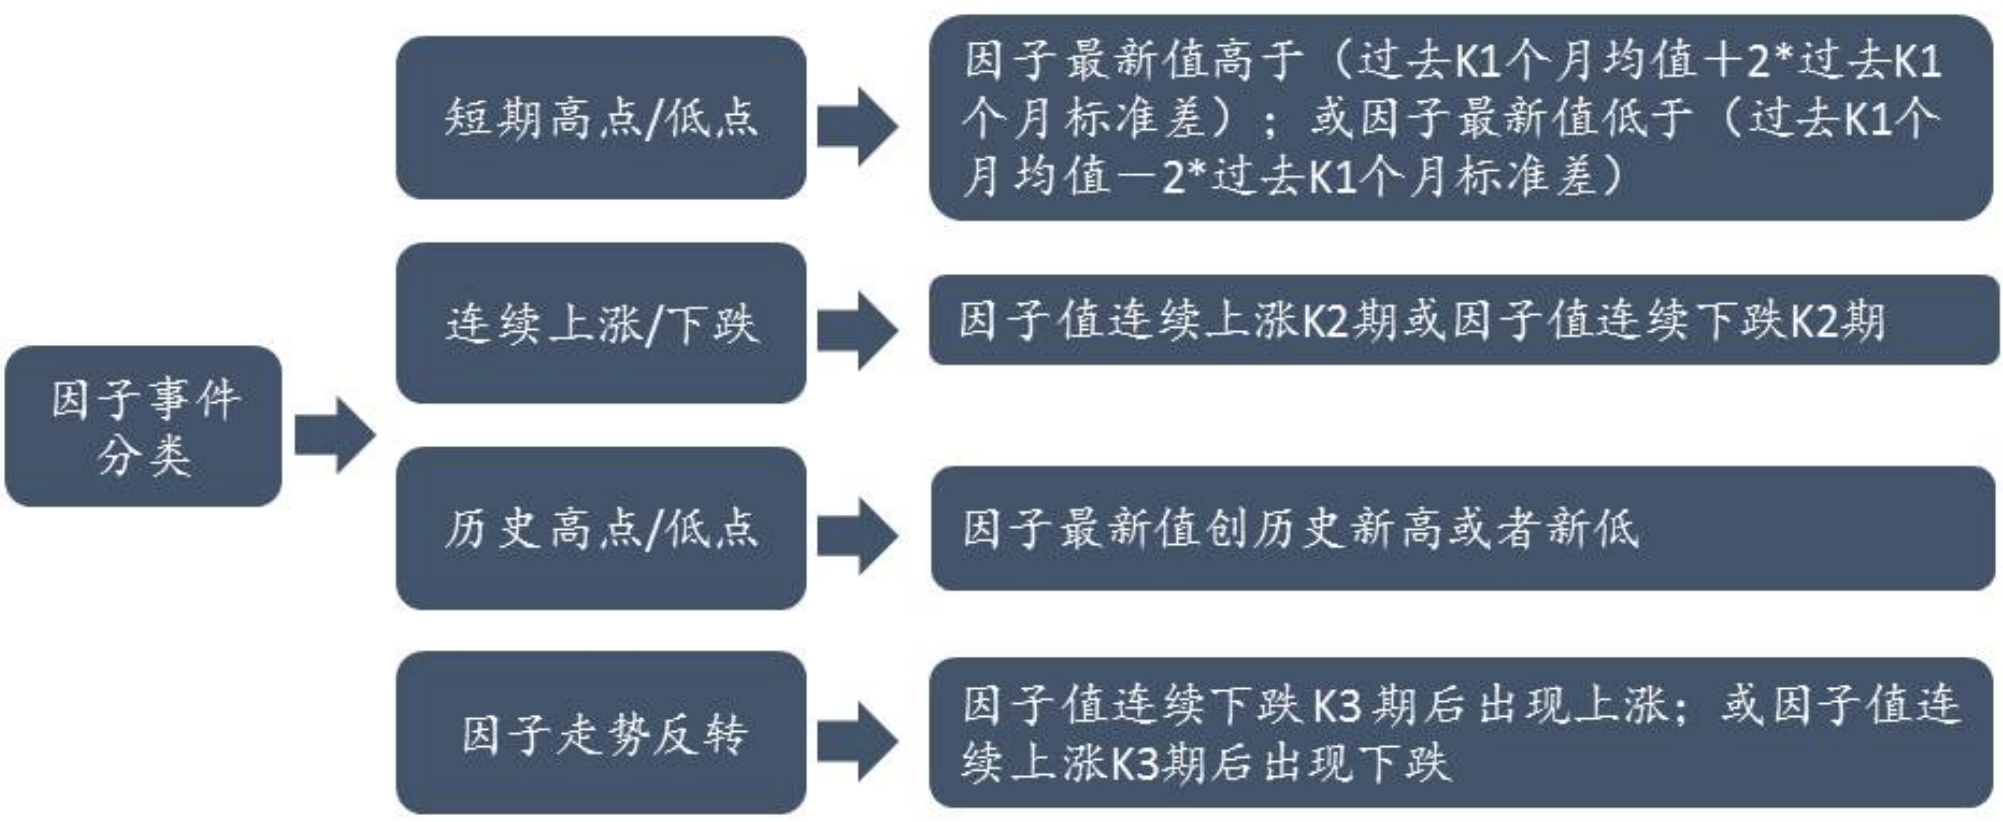 因子事件
分类
短期高点/低点
因子最新值高于（过去K1个月均值＋2*过去K1
个月标准差）；或因子最新值低于（过去K1个
月均值－2*过去K1个月标准差）
连续上涨/下跌
因子值连续上涨K2期或因子值连续下跌K2期
历史高点/低点
因子最新值创历史新高或者新低
因子走势反转
因子值连续下跌K3期后出现上涨；或因子值连
续上涨K3期后出现下跌